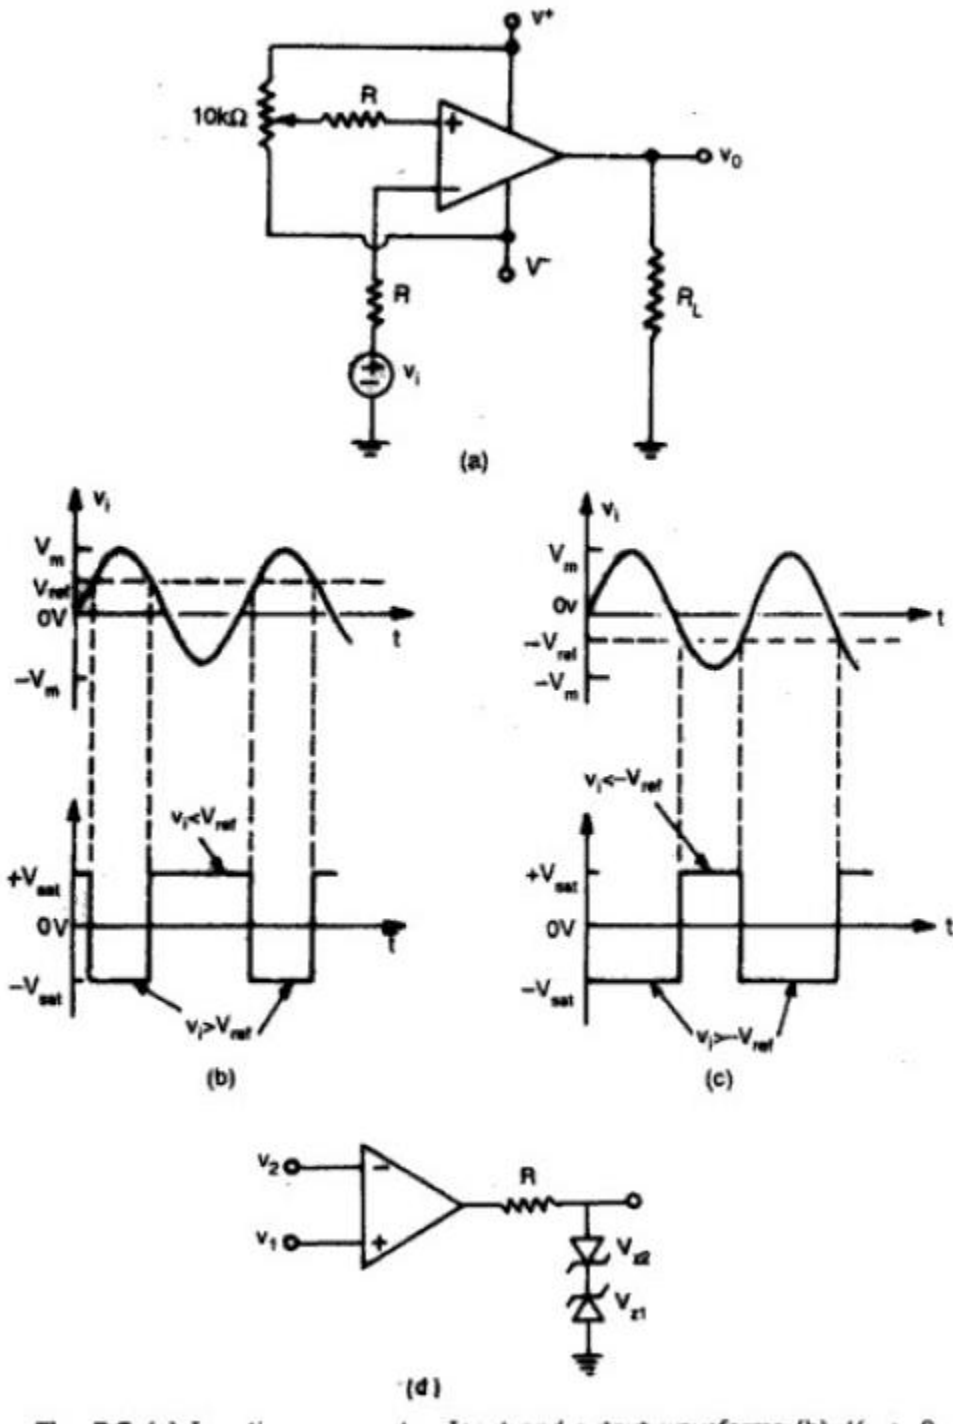 v+
R
10kΩ
+
−
v₀
V−
R
R_L
+
−
v_i
(a)
v_i
V_m
V_ref
0V
t
−V_m
v_i<V_ref
+V_sat
0V
t
−V_sat
v_i>V_ref
(b)
v_i
V_m
0v
t
−V_ref
−V_m
v_i<−V_ref
+V_sat
0V
t
−V_sat
v_i>−V_ref
(c)
v₂
−
R
v₁
+
V_z2
V_z1
(d)